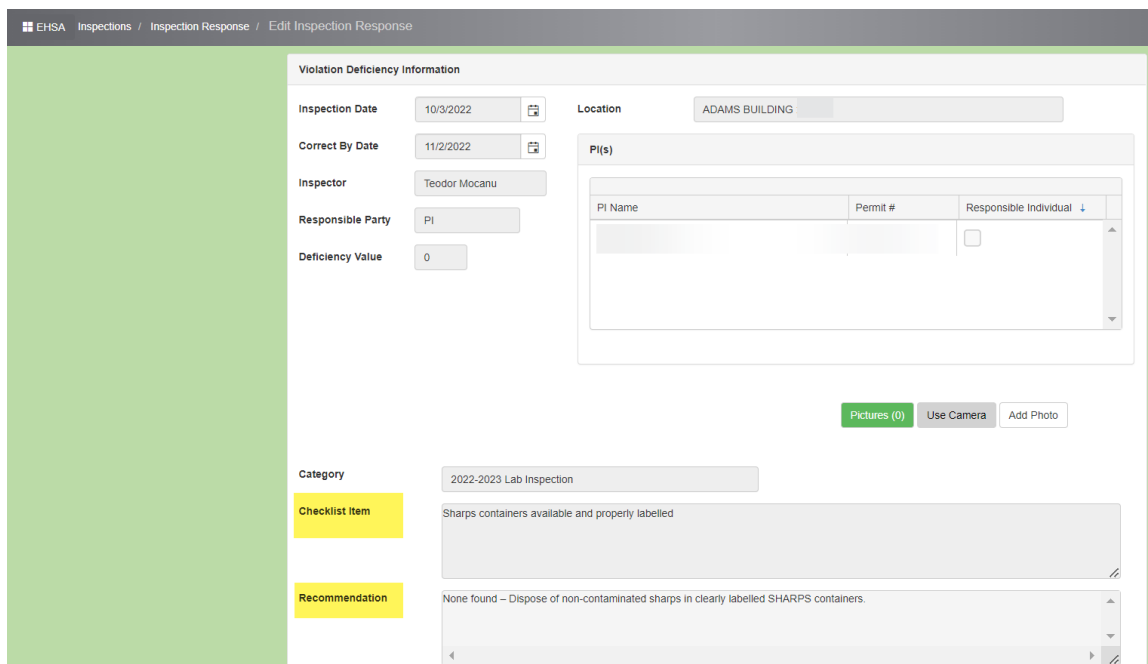 EHSA Inspections / Inspection Response / Edit Inspection Response
Violation Deficiency Information
Inspection Date 10/3/2022
Location ADAMS BUILDING
Correct By Date 11/2/2022
PI(s)
Inspector Teodor Mocanu
PI Name Permit # Responsible Individual ↓
Responsible Party PI
Deficiency Value 0
Pictures (0) Use Camera Add Photo
Category 2022-2023 Lab Inspection
Checklist Item Sharps containers available and properly labelled
Recommendation None found – Dispose of non-contaminated sharps in clearly labelled SHARPS containers.